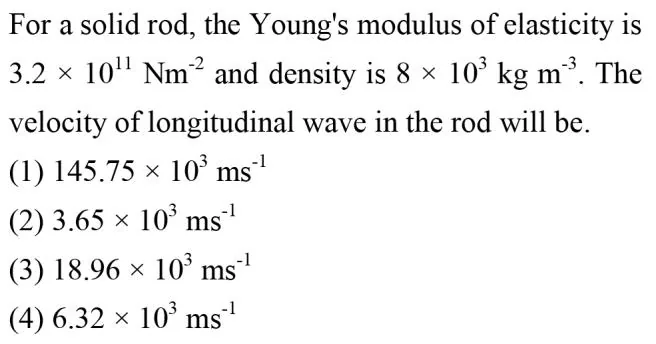 For a solid rod, the Young's modulus of elasticity is
3.2 × 10¹¹ Nm⁻² and density is 8 × 10³ kg m⁻³. The
velocity of longitudinal wave in the rod will be.
(1) 145.75 × 10³ ms⁻¹
(2) 3.65 × 10³ ms⁻¹
(3) 18.96 × 10³ ms⁻¹
(4) 6.32 × 10³ ms⁻¹